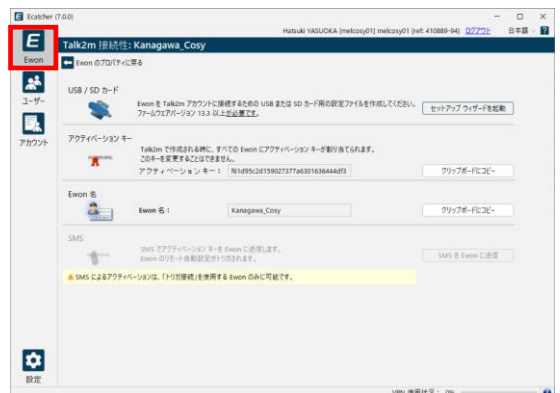 Ecatcher (7.0.0)
Hatsuki YASUOKA (melcosy01) melcosy01 (ref: 410889-94) ログアウト 日本語
Talk2m 接続性: Kanagawa_Cosy
Ewon
Ewon のプロパティに戻る
ユーザー
アカウント
設定
USB / SD カード
Ewon を Talk2m アカウントに接続するための USB または SD カード用の設定ファイルを作成してください。
ファームウェアバージョン 13.3 以上が必要です。
セットアップ ウィザードを起動
アクティベーション キー
Talk2m で作成される時に、すべての Ewon にアクティベーション キーが割り当てられます。
このキーを変更することはできません。
アクティベーション キー： f61d95c2d159027377a6301636444df3
クリップボードにコピー
Ewon 名
Ewon 名： Kanagawa_Cosy
クリップボードにコピー
SMS
SMS でアクティベーション キーを Ewon に送信します。
Ewon のリモート自動設定がトリガされます。
SMS を Ewon に送信
SMS によるアクティベーションは、「トリガ接続」を使用する Ewon のみに可能です。
VPN 使用状況： 0%